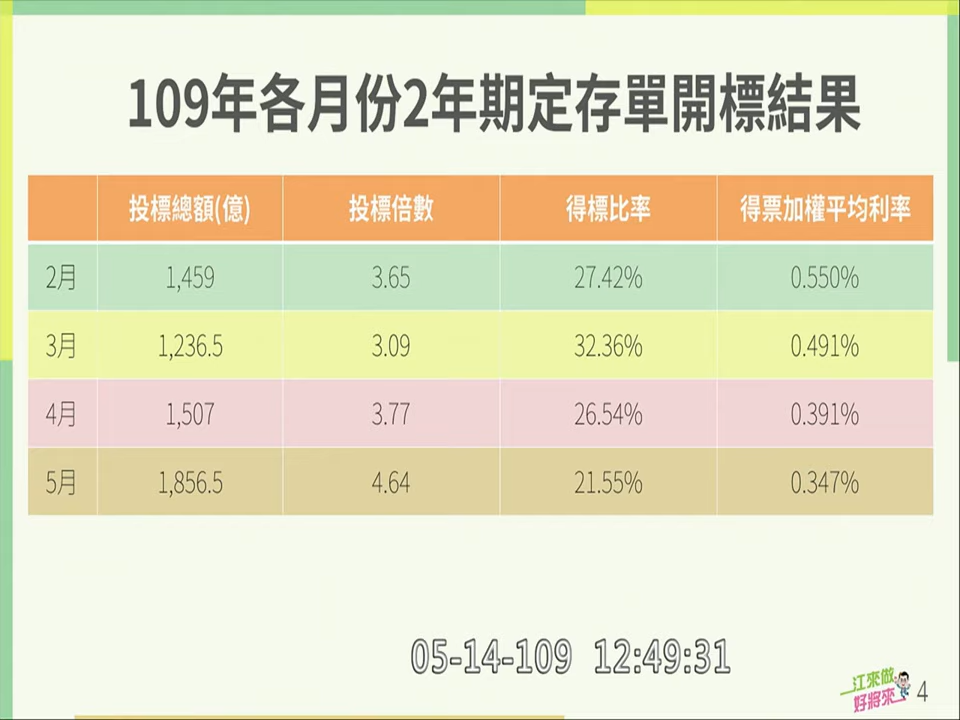 109年各月份2年期定存單開標結果
投標總額(億) 投標倍數 得標比率 得票加權平均利率
2月 1,459 3.65 27.42% 0.550%
3月 1,236.5 3.09 32.36% 0.491%
4月 1,507 3.77 26.54% 0.391%
5月 1,856.5 4.64 21.55% 0.347%
05-14-109 12:49:31
江來做
好將來
4